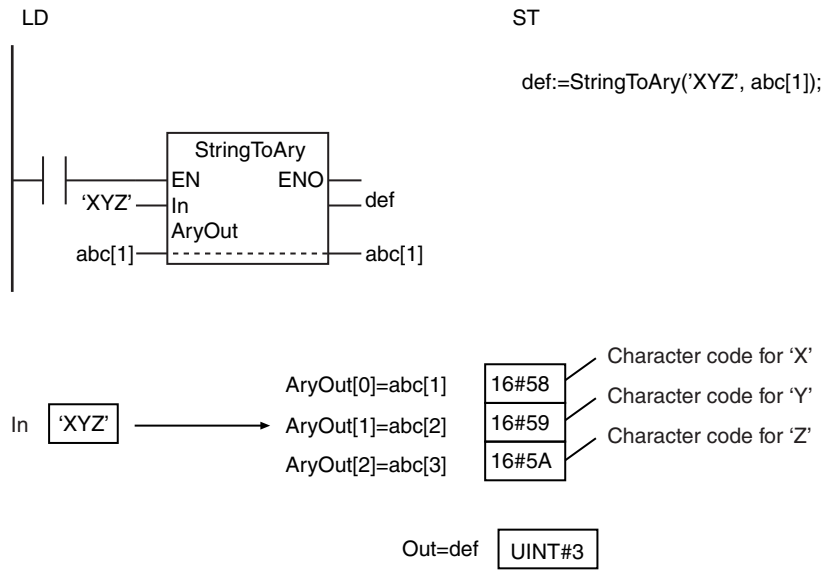 LD
ST
def:=StringToAry('XYZ', abc[1]);
StringToAry
EN ENO
'XYZ' In def
AryOut
abc[1] abc[1]
Character code for 'X'
AryOut[0]=abc[1] 16#58
Character code for 'Y'
In 'XYZ' AryOut[1]=abc[2] 16#59
Character code for 'Z'
AryOut[2]=abc[3] 16#5A
Out=def UINT#3